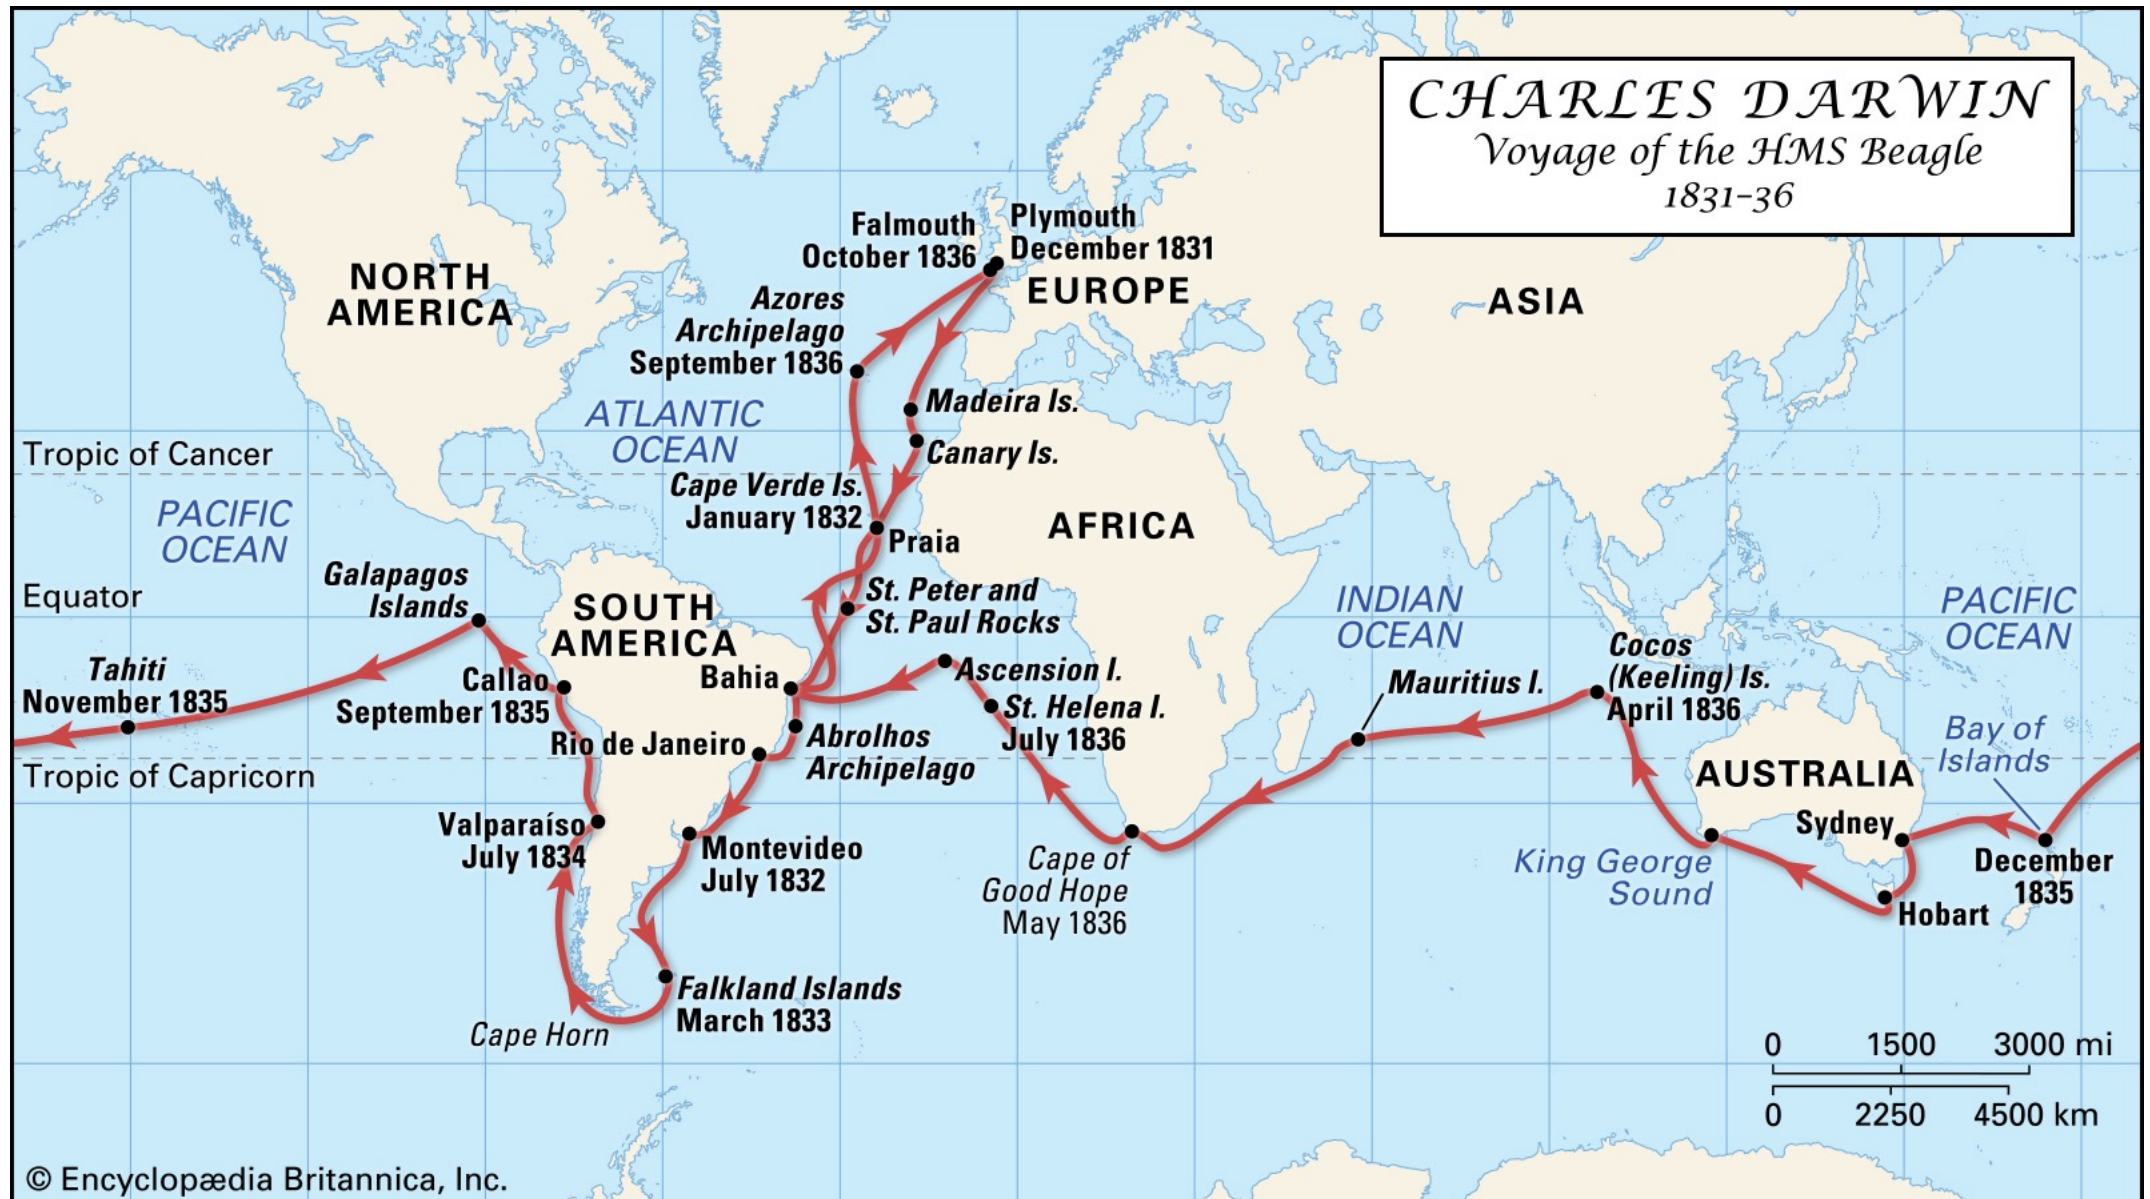 CHARLES DARWIN
Voyage of the HMS Beagle
1831–36
NORTH
AMERICA
Falmouth
October 1836
Plymouth
December 1831
EUROPE
ASIA
Azores
Archipelago
September 1836
ATLANTIC
OCEAN
Madeira Is.
Canary Is.
Tropic of Cancer
PACIFIC
OCEAN
Cape Verde Is.
January 1832
Praia
AFRICA
Galapagos
Islands
Equator
SOUTH
AMERICA
St. Peter and
St. Paul Rocks
INDIAN
OCEAN
PACIFIC
OCEAN
Tahiti
November 1835
Callao
September 1835
Bahia
Ascension I.
St. Helena I.
July 1836
Mauritius I.
Cocos
(Keeling) Is.
April 1836
Bay of
Islands
Rio de Janeiro
Abrolhos
Archipelago
Tropic of Capricorn
AUSTRALIA
Valparaíso
July 1834
Montevideo
July 1832
Cape of
Good Hope
May 1836
King George
Sound
Sydney
December
1835
Hobart
Falkland Islands
March 1833
Cape Horn
0 1500 3000 mi
0 2250 4500 km
© Encyclopædia Britannica, Inc.